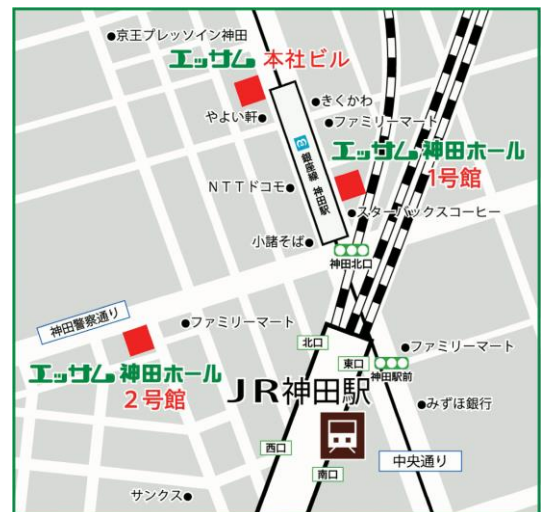 京王プレッソイン神田
エッサム 本社ビル
きくかわ
やよい軒
ファミリーマート
エッサム 神田ホール
1号館
銀座線 神田駅
NTTドコモ
スターバックスコーヒー
小諸そば
神田北口
神田警察通り
ファミリーマート
北口
東口
ファミリーマート
神田駅前
エッサム 神田ホール
2号館
JR神田駅
みずほ銀行
西口
中央通り
南口
サンクス